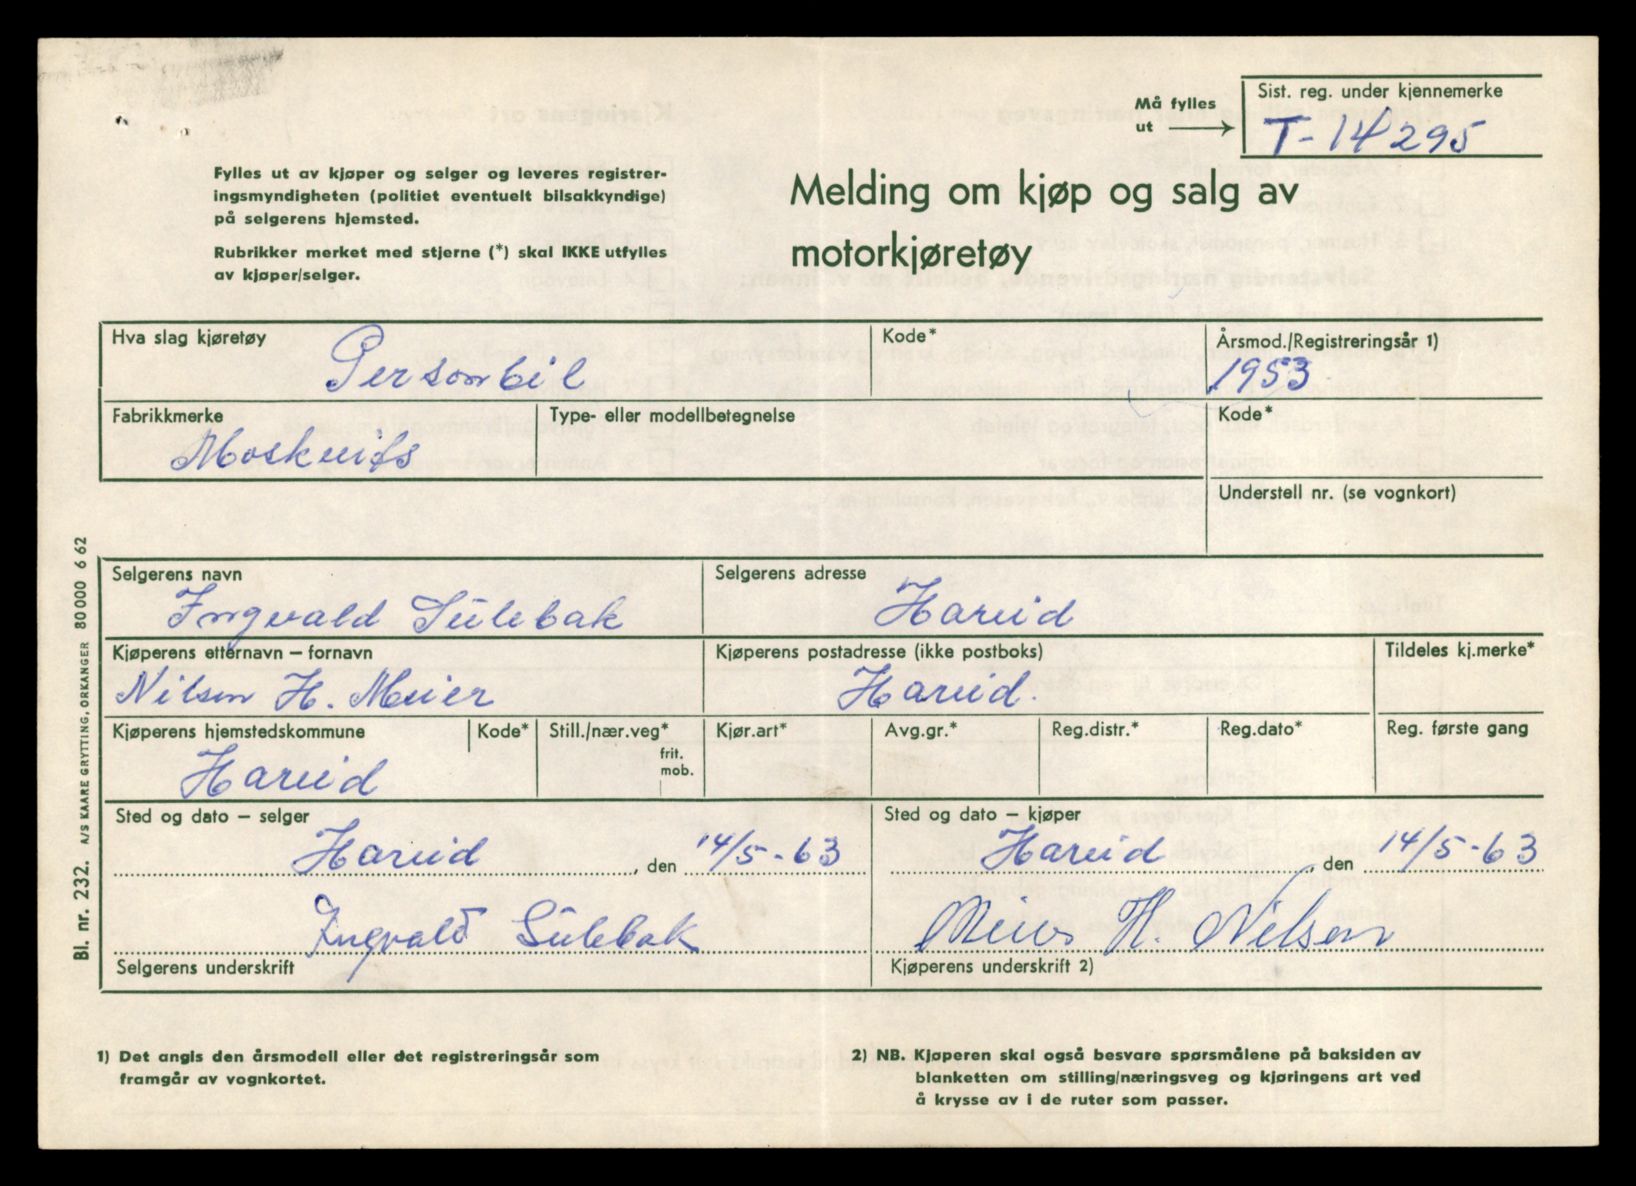 Må fylles
ut
Sist. reg. under kjennemerke
T-14295
Fylles ut av kjøper og selger og leveres registrer-
ingsmyndigheten (politiet eventuelt bilsakkyndige)
på selgerens hjemsted.
Rubrikker merket med stjerne (*) skal IKKE utfylles
av kjøper/selger.
Melding om kjøp og salg av
motorkjøretøy
Hva slag kjøretøy
Personbil
Kode*
Årsmod./Registreringsår 1)
1953
Fabrikkmerke
Type- eller modellbetegnelse
Kode*
Understell nr. (se vognkort)
Selgerens navn
Ingvald Sulebak
Selgerens adresse
Hareid
Kjøperens etternavn – fornavn
Nilsen H. Meier
Kjøperens postadresse (ikke postboks)
Hareid.
Tildeles kj.merke*
Kjøperens hjemstedskommune
Hareid
Kode*
Still./nær.veg*
frit.
mob.
Kjør.art*
Avg.gr.*
Reg.distr.*
Reg.dato*
Reg. første gang
Sted og dato – selger
Hareid, den 14/5-63
Sted og dato – kjøper
Hareid, den 14/5-63
Ingvald Sulebak
Selgerens underskrift
Meier H. Nilsen
Kjøperens underskrift 2)
1) Det angis den årsmodell eller det registreringsår som
framgår av vognkortet.
2) NB. Kjøperen skal også besvare spørsmålene på baksiden av
blanketten om stilling/næringsveg og kjøringens art ved
å krysse av i de ruter som passer.
Bl. nr. 232. A/S KAARE GRYTTING, ORKANGER 80000 6 62